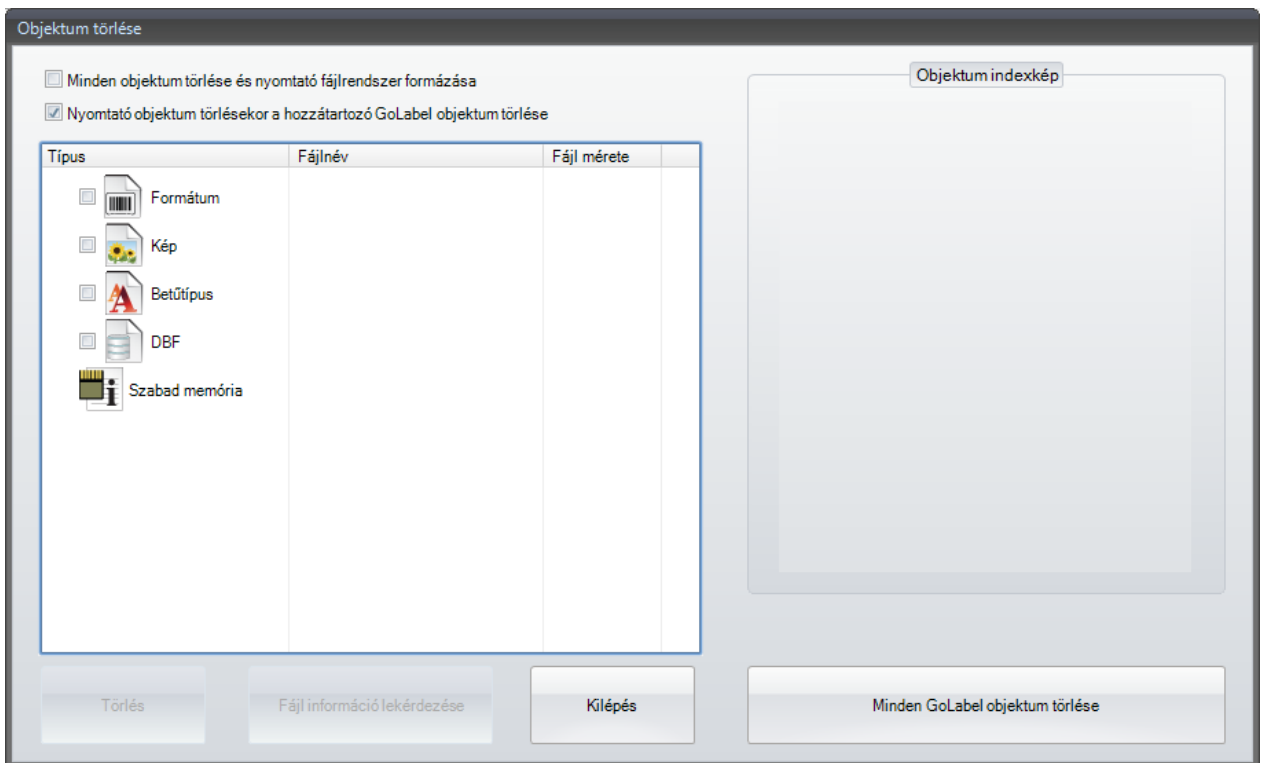 Objektum törlése
Minden objektum törlése és nyomtató fájlrendszer formázása
Nyomtató objektum törlésekor a hozzátartozó GoLabel objektum törlése
Típus Fájlnév Fájl mérete
Formátum
Kép
Betűtípus
DBF
Szabad memória
Objektum indexkép
Törlés Fájl információ lekérdezése Kilépés Minden GoLabel objektum törlése